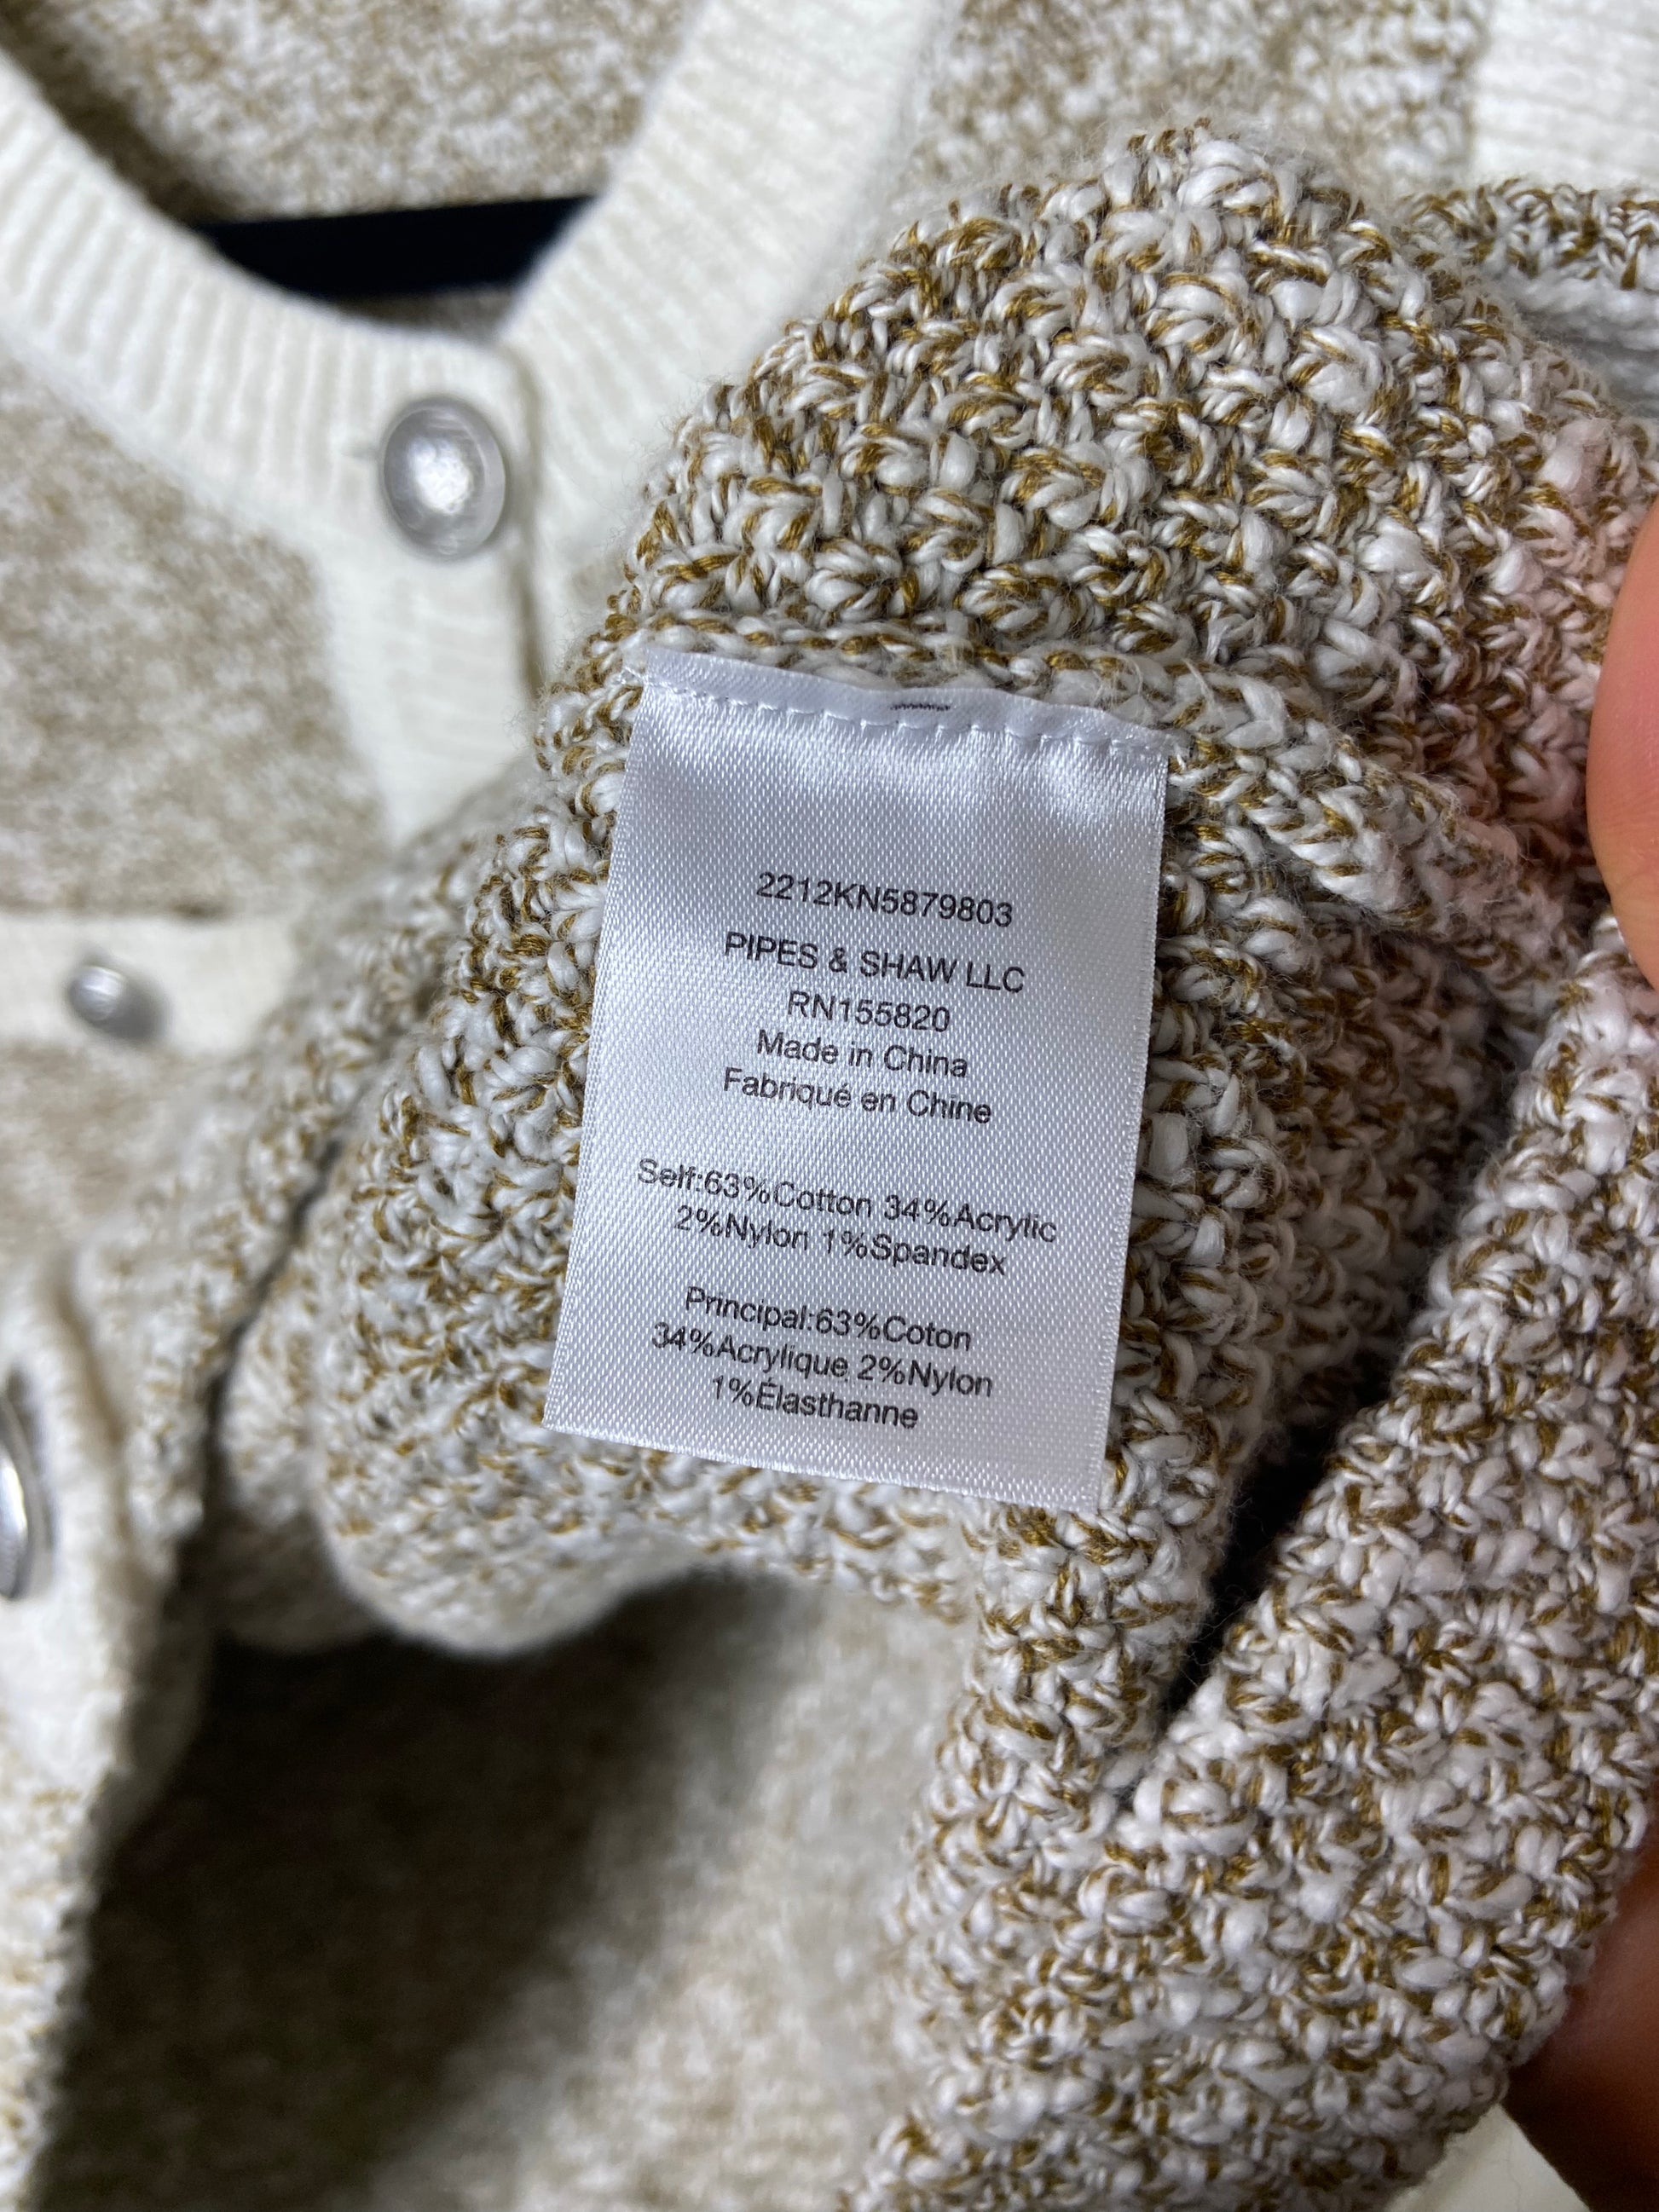 2212KN5879803
PIPES & SHAW LLC
RN155820
Made in China
Fabriqué en Chine
Self:63%Cotton 34%Acrylic
2%Nylon 1%Spandex
Principal:63%Coton
34%Acrylique 2%Nylon
1%Élasthanne